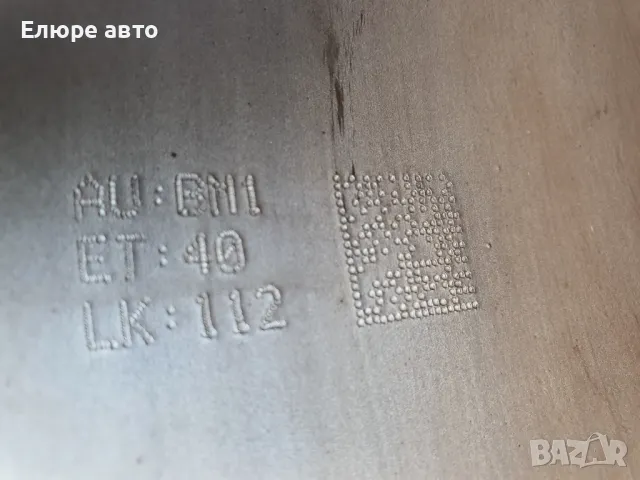 Елюре авто
AU:BM1
ET:40
LK:112
BAZAR